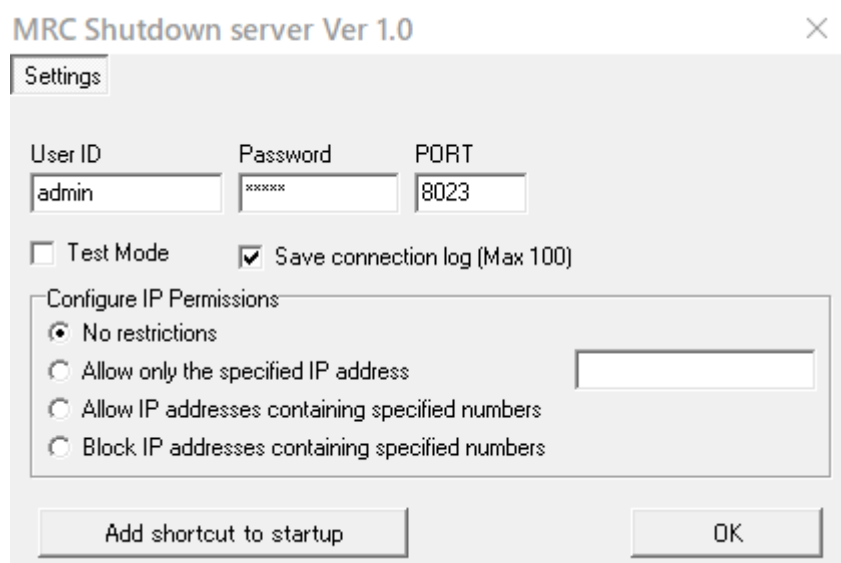 MRC Shutdown server Ver 1.0
Settings
User ID Password PORT
admin ***** 8023
Test Mode Save connection log (Max 100)
Configure IP Permissions
No restrictions
Allow only the specified IP address
Allow IP addresses containing specified numbers
Block IP addresses containing specified numbers
Add shortcut to startup OK